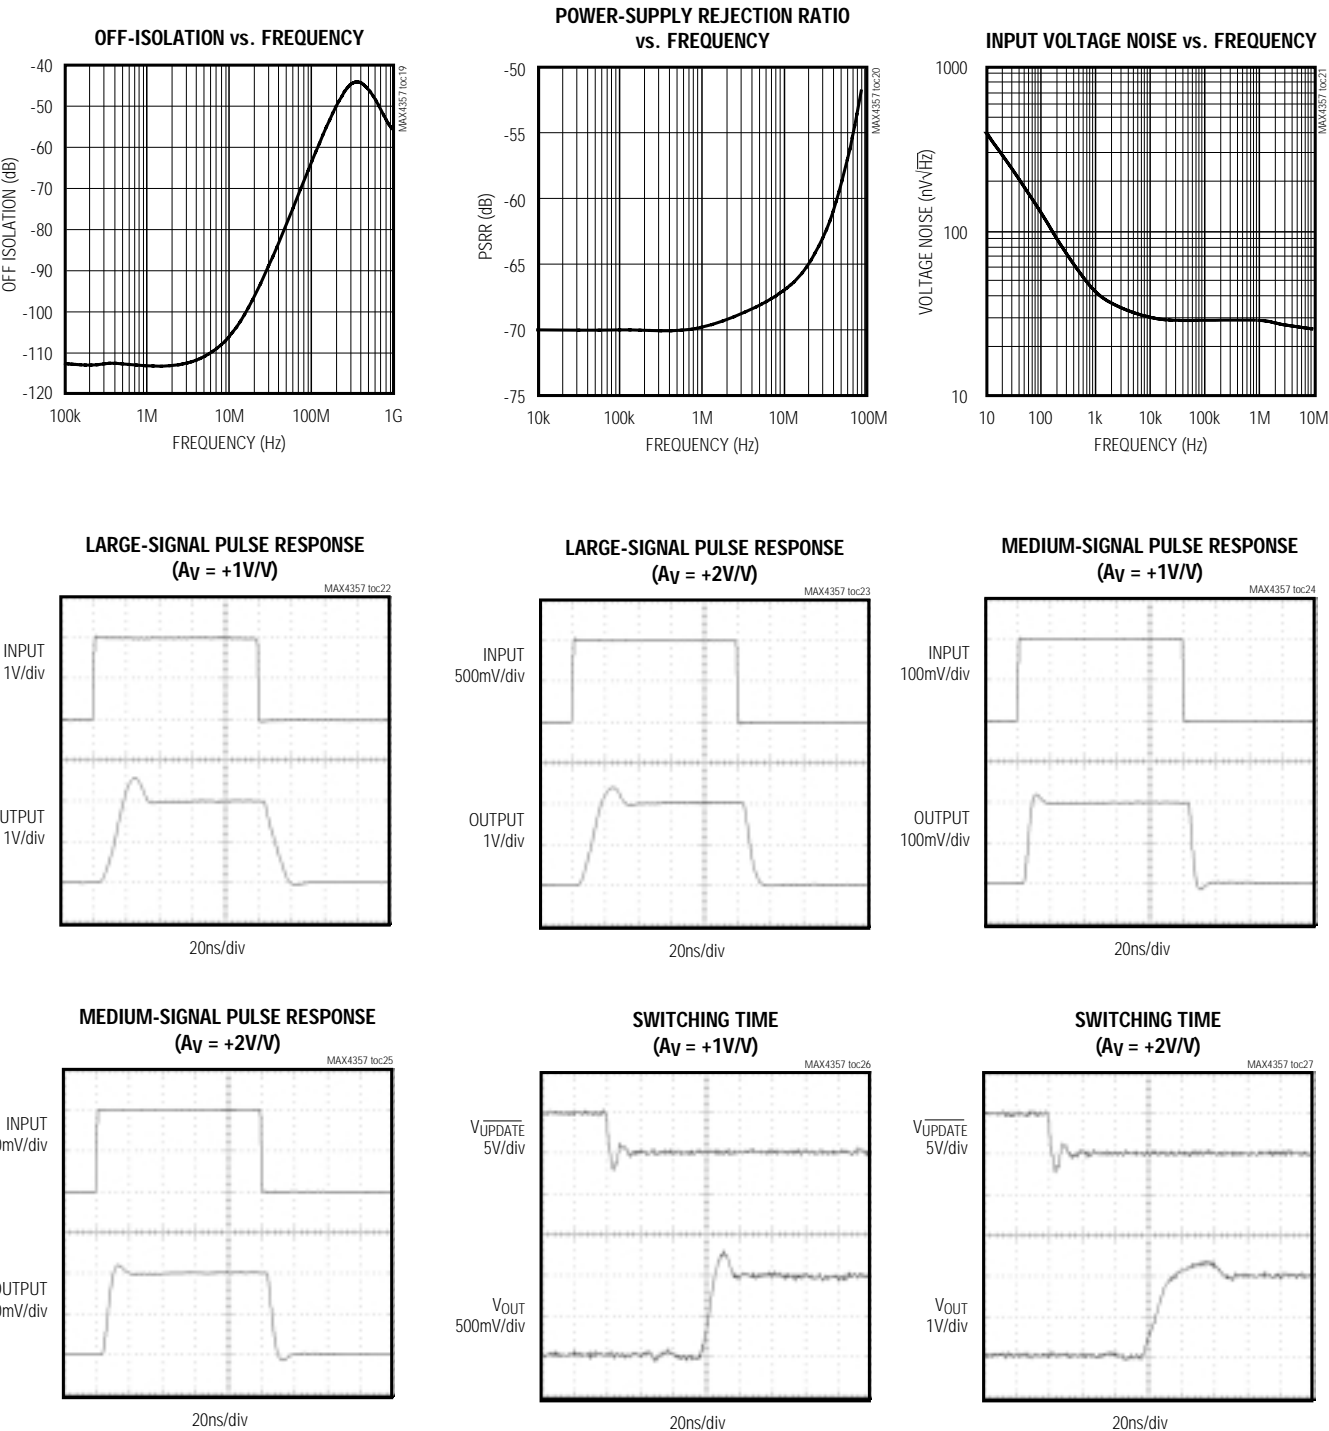 OFF-ISOLATION vs. FREQUENCY
MAX4357 toc19
-40
-50
-60
-70
-80
-90
-100
-110
-120
OFF ISOLATION (dB)
100k 1M 10M 100M 1G
FREQUENCY (Hz)
POWER-SUPPLY REJECTION RATIO
vs. FREQUENCY
MAX4357 toc20
-50
-55
-60
-65
-70
-75
PSRR (dB)
10k 100k 1M 10M 100M
FREQUENCY (Hz)
INPUT VOLTAGE NOISE vs. FREQUENCY
MAX4357 toc21
1000
100
10
VOLTAGE NOISE (nV√Hz)
10 100 1k 10k 100k 1M 10M
FREQUENCY (Hz)
LARGE-SIGNAL PULSE RESPONSE
(AV = +1V/V)
MAX4357 toc22
INPUT
1V/div
UTPUT
1V/div
20ns/div
LARGE-SIGNAL PULSE RESPONSE
(AV = +2V/V)
MAX4357 toc23
INPUT
500mV/div
OUTPUT
1V/div
20ns/div
MEDIUM-SIGNAL PULSE RESPONSE
(AV = +1V/V)
MAX4357 toc24
INPUT
100mV/div
OUTPUT
100mV/div
20ns/div
MEDIUM-SIGNAL PULSE RESPONSE
(AV = +2V/V)
MAX4357 toc25
INPUT
0mV/div
OUTPUT
0mV/div
20ns/div
SWITCHING TIME
(AV = +1V/V)
MAX4357 toc26
VUPDATE
5V/div
VOUT
500mV/div
20ns/div
SWITCHING TIME
(AV = +2V/V)
MAX4357 toc27
VUPDATE
5V/div
VOUT
1V/div
20ns/div